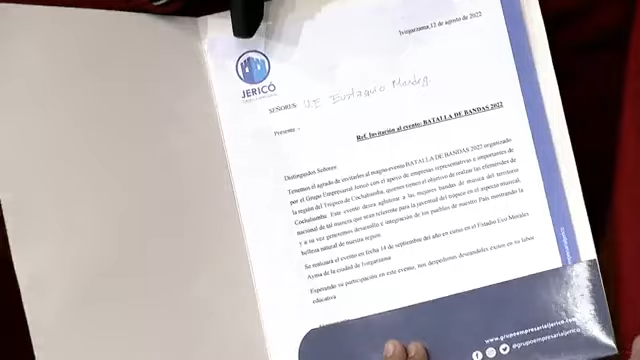 Ivirgarzama,12 de agosto de 2022
JERICÓ
SEÑORES: U.E Eustaquio Mendez.
Presente.-
Ref. Invitación al evento: BATALLA DE BANDAS 2022
Distinguidos Señores:
Tenemos el agrado de invitarles al magno evento BATALLA DE BANDAS 2022 organizado
por el Grupo Empresarial Jericó con el apoyo de empresas representativas e importantes de
la región del Trópico de Cochabamba, quienes tienen el objetivo de realzar las efemérides de
Cochabamba. Este evento desea aglutinar a las mejores bandas de música del territorio
nacional de tal manera que sean relevante para la juventud del trópico en el aspecto musical,
y a su vez generemos desarrollo e integración de los pueblos de nuestro País mostrando la
belleza natural de nuestra region.
Se realizará el evento en fecha 14 de septiembre del año en curso en el Estadio Evo Morales
Ayma de la ciudad de Ivirgarzama
Esperando su participación en este evento, nos despedimos deseandoles éxitos en su labor
educativa
www.grupoempresarialjerico.com
@grupoempresarialjerico